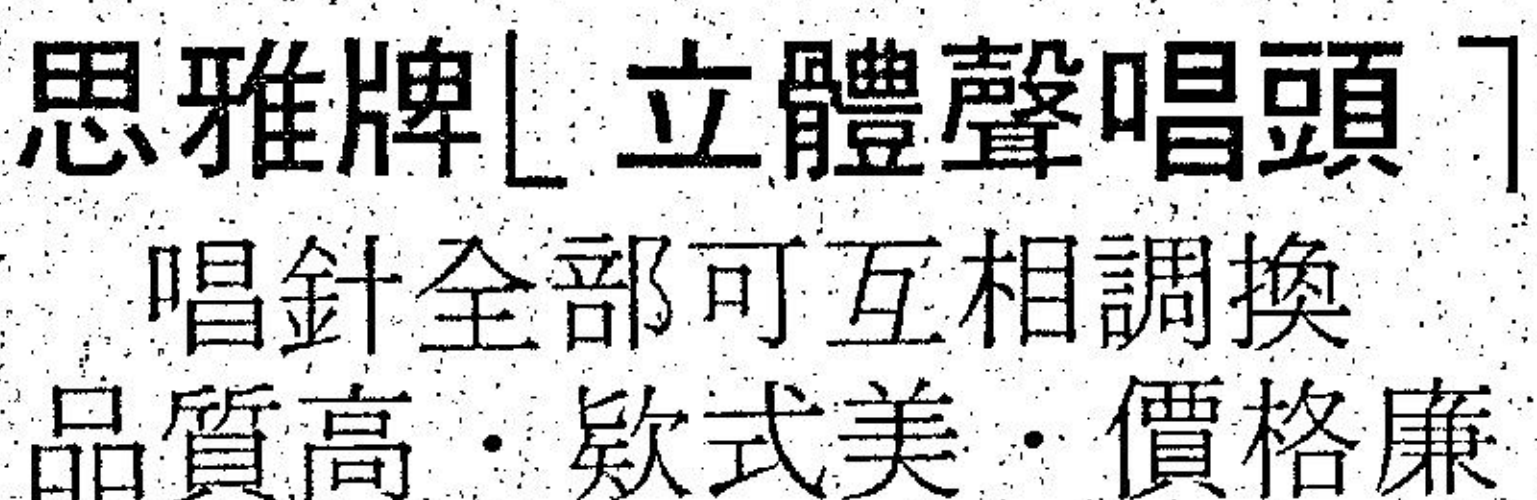 思雅牌「立體聲唱頭」
唱針全部可互相調換
品質高・欵式美・價格廉